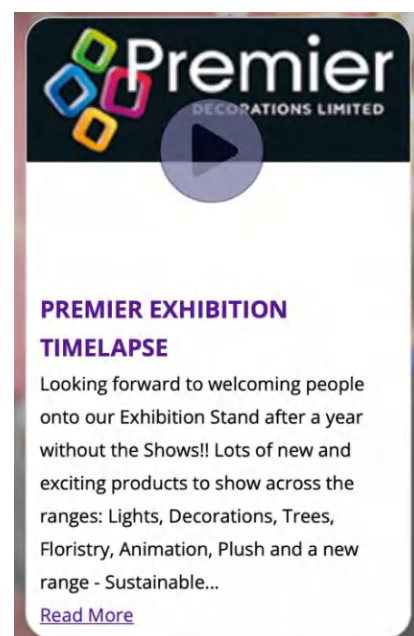 Premier
DECORATIONS LIMITED
PREMIER EXHIBITION
TIMELAPSE
Looking forward to welcoming people
onto our Exhibition Stand after a year
without the Shows!! Lots of new and
exciting products to show across the
ranges: Lights, Decorations, Trees,
Floristry, Animation, Plush and a new
range - Sustainable...
Read More